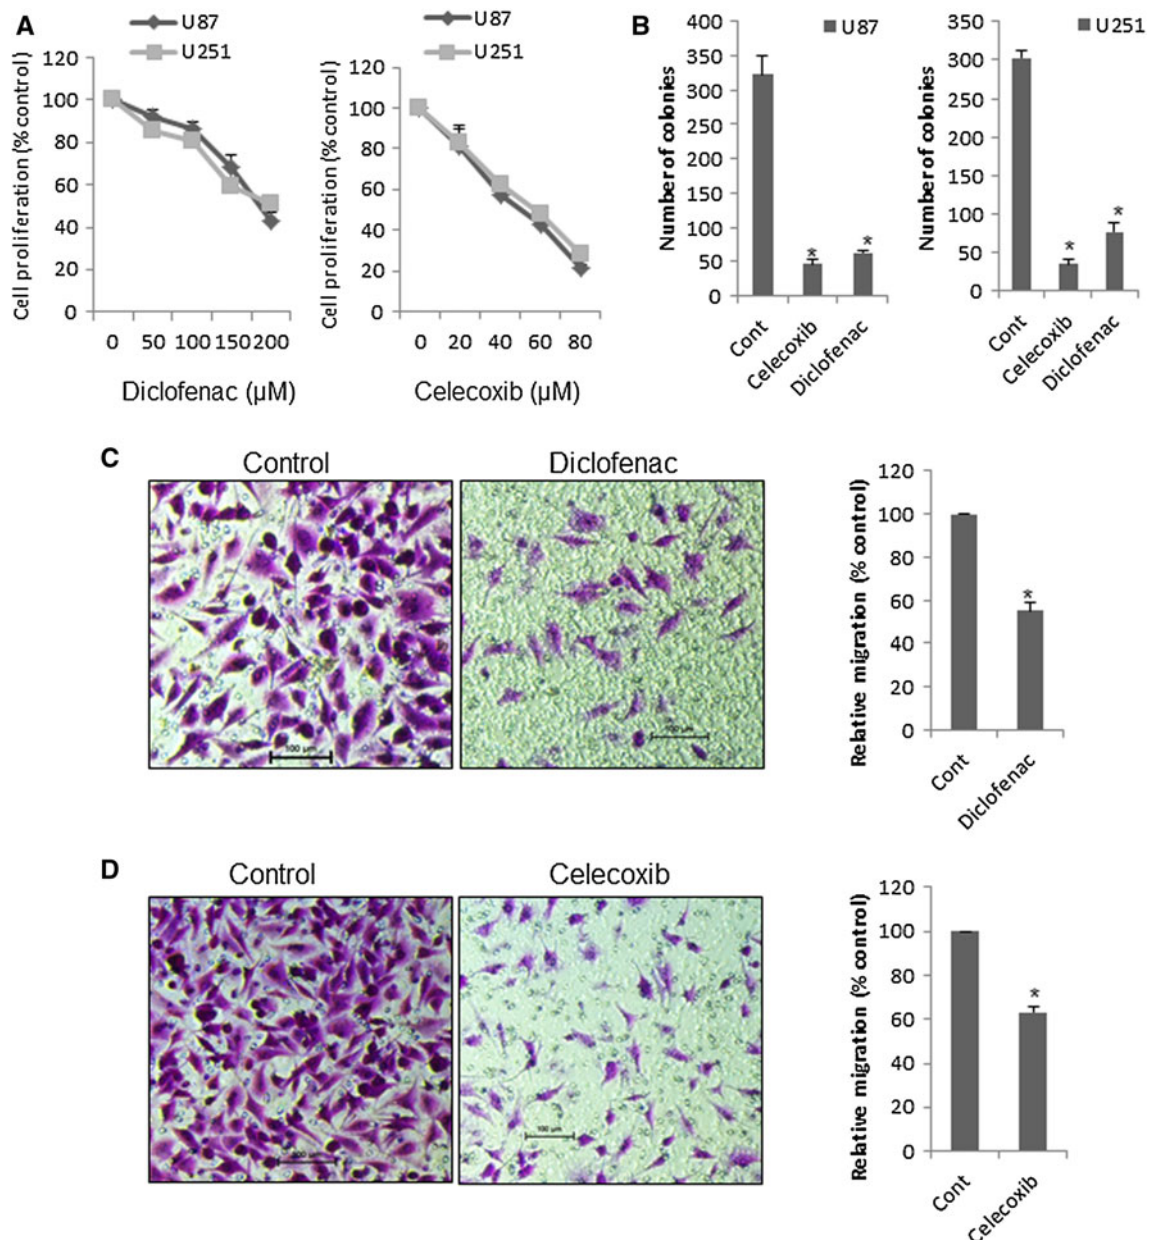 A
U87
U251
Cell proliferation (% control)
120
100
80
60
40
20
0
0 50 100 150 200
Diclofenac (µM)
U87
U251
Cell proliferation (% control)
120
100
80
60
40
20
0
0 20 40 60 80
Celecoxib (µM)
B
U87
Number of colonies
400
350
300
250
200
150
100
50
0
*
*
Cont
Celecoxib
Diclofenac
U251
Number of colonies
350
300
250
200
150
100
50
0
*
*
Cont
Celecoxib
Diclofenac
C
Control
100 µm
Diclofenac
Relative migration (% control)
120
100
80
60
40
20
0
*
Cont
Diclofenac
D
Control
Celecoxib
100 µm
Relative migration (% control)
120
100
80
60
40
20
0
*
Cont
Celecoxib